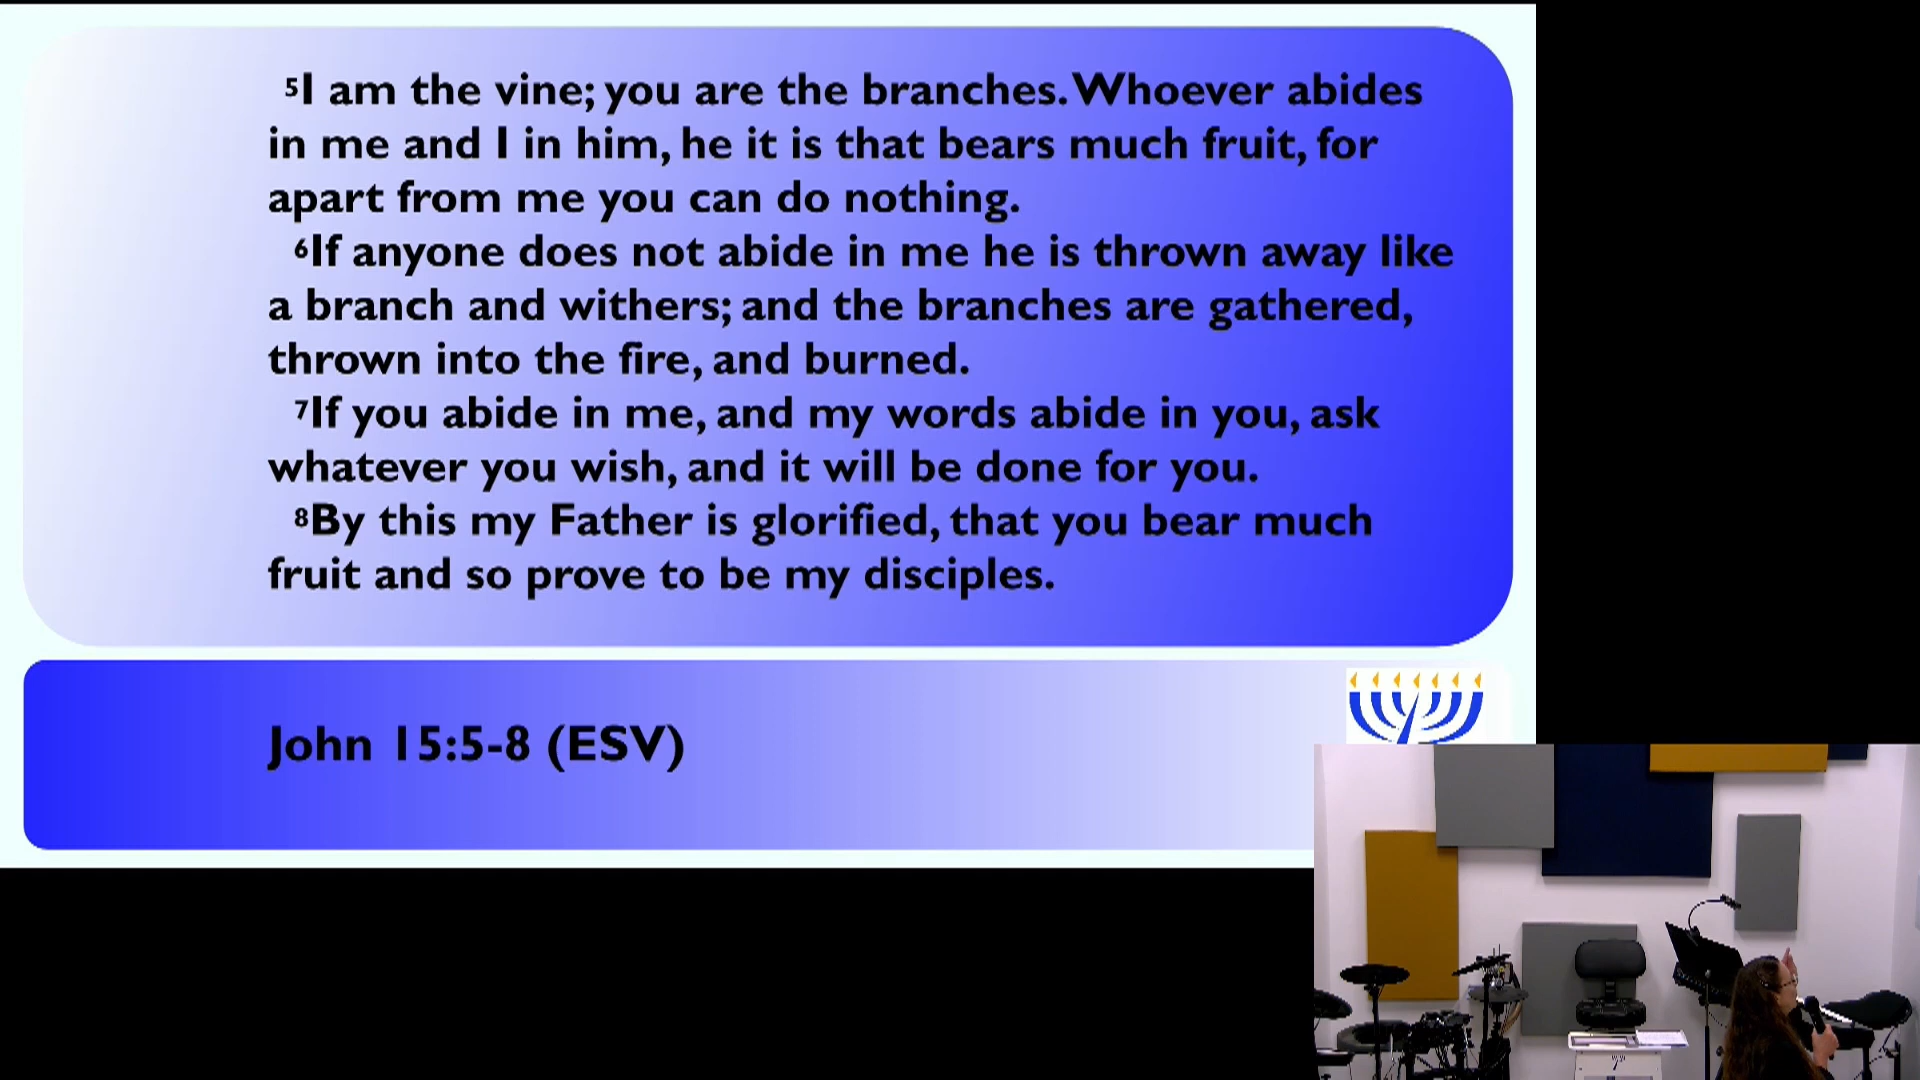 5I am the vine; you are the branches. Whoever abides
in me and I in him, he it is that bears much fruit, for
apart from me you can do nothing.
6If anyone does not abide in me he is thrown away like
a branch and withers; and the branches are gathered,
thrown into the fire, and burned.
7If you abide in me, and my words abide in you, ask
whatever you wish, and it will be done for you.
8By this my Father is glorified, that you bear much
fruit and so prove to be my disciples.
John 15:5-8 (ESV)